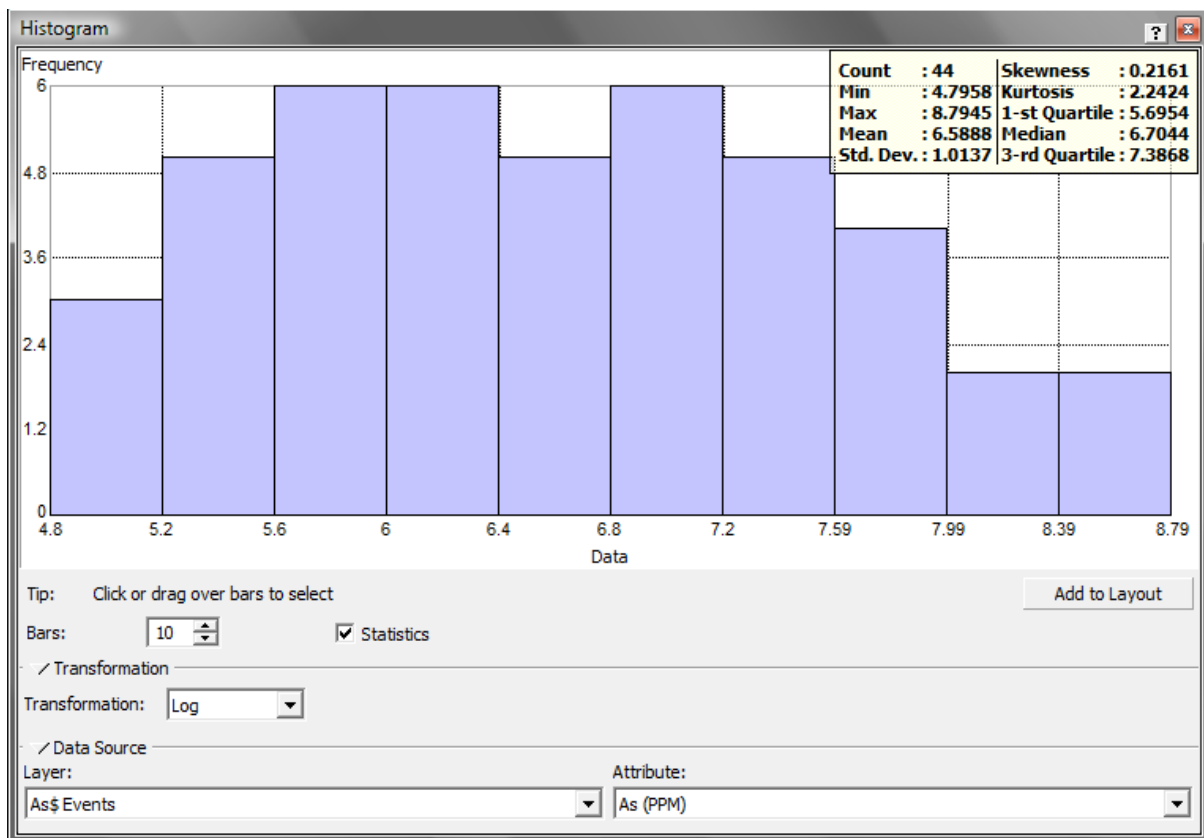 Histogram ?
Frequency
Count : 44 Skewness : 0.2161
Min : 4.7958 Kurtosis : 2.2424
Max : 8.7945 1-st Quartile : 5.6954
Mean : 6.5888 Median : 6.7044
Std. Dev. : 1.0137 3-rd Quartile : 7.3868
6
4.8
3.6
2.4
1.2
0
4.8 5.2 5.6 6 6.4 6.8 7.2 7.59 7.99 8.39 8.79
Data
Tip: Click or drag over bars to select Add to Layout
Bars: 10 Statistics
Transformation
Transformation: Log
Data Source
Layer: Attribute:
As$ Events As (PPM)